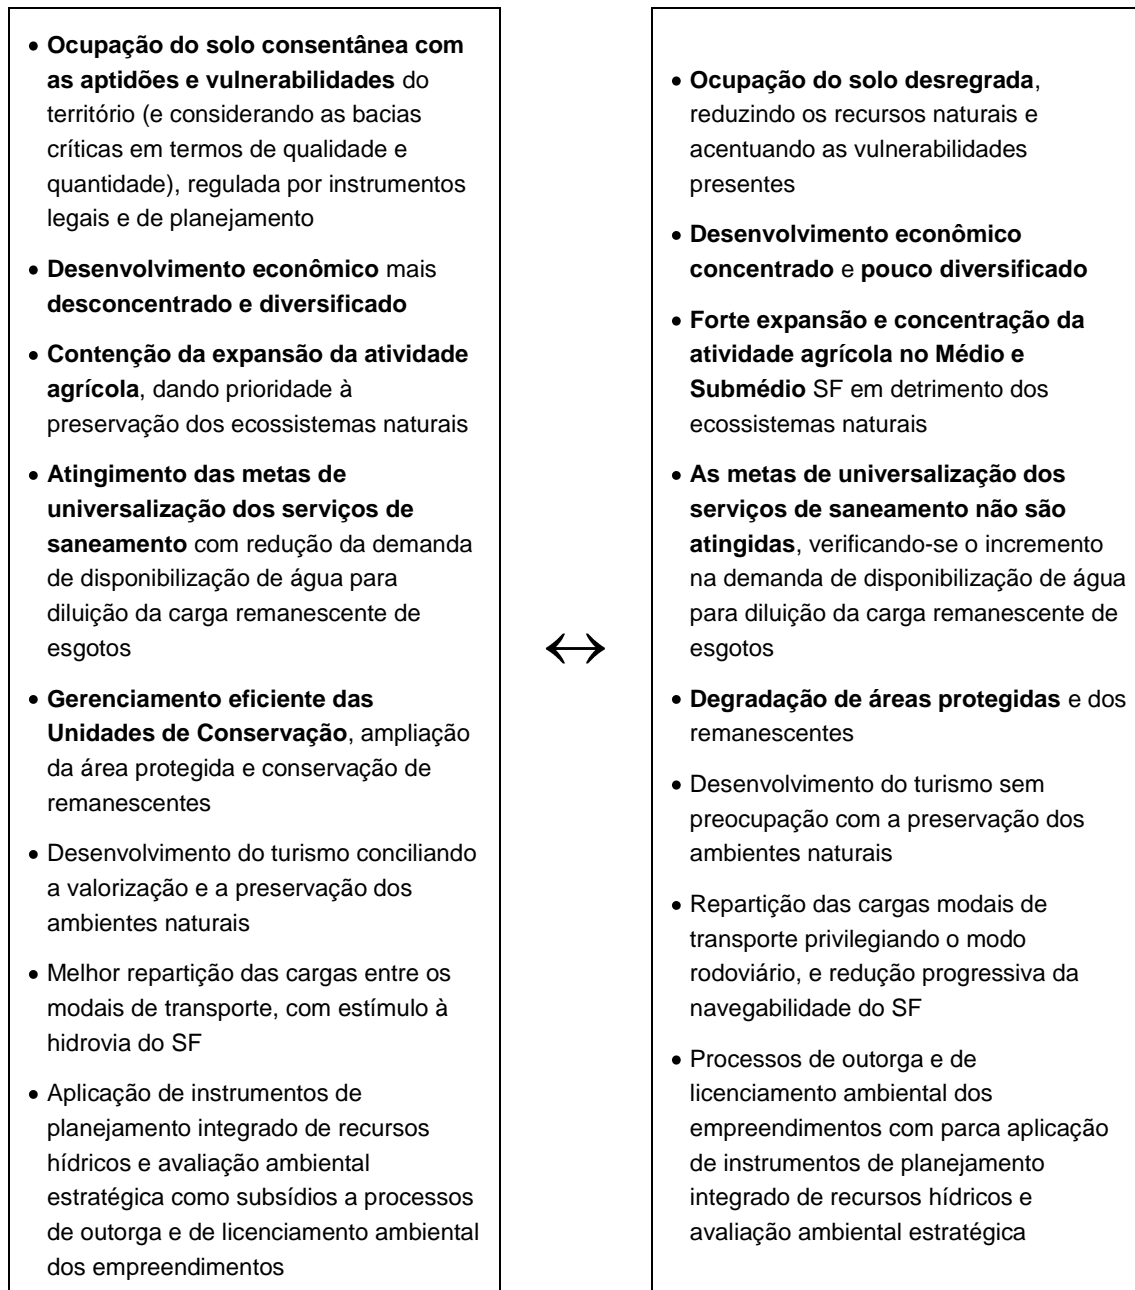 • Ocupação do solo consentânea com
as aptidões e vulnerabilidades do
território (e considerando as bacias
críticas em termos de qualidade e
quantidade), regulada por instrumentos
legais e de planejamento
• Desenvolvimento econômico mais
desconcentrado e diversificado
• Contenção da expansão da atividade
agrícola, dando prioridade à
preservação dos ecossistemas naturais
• Atingimento das metas de
universalização dos serviços de
saneamento com redução da demanda
de disponibilização de água para
diluição da carga remanescente de
esgotos
• Gerenciamento eficiente das
Unidades de Conservação, ampliação
da área protegida e conservação de
remanescentes
• Desenvolvimento do turismo conciliando
a valorização e a preservação dos
ambientes naturais
• Melhor repartição das cargas entre os
modais de transporte, com estímulo à
hidrovia do SF
• Aplicação de instrumentos de
planejamento integrado de recursos
hídricos e avaliação ambiental
estratégica como subsídios a processos
de outorga e de licenciamento ambiental
dos empreendimentos
↔
• Ocupação do solo desregrada,
reduzindo os recursos naturais e
acentuando as vulnerabilidades
presentes
• Desenvolvimento econômico
concentrado e pouco diversificado
• Forte expansão e concentração da
atividade agrícola no Médio e
Submédio SF em detrimento dos
ecossistemas naturais
• As metas de universalização dos
serviços de saneamento não são
atingidas, verificando-se o incremento
na demanda de disponibilização de água
para diluição da carga remanescente de
esgotos
• Degradação de áreas protegidas e dos
remanescentes
• Desenvolvimento do turismo sem
preocupação com a preservação dos
ambientes naturais
• Repartição das cargas modais de
transporte privilegiando o modo
rodoviário, e redução progressiva da
navegabilidade do SF
• Processos de outorga e de
licenciamento ambiental dos
empreendimentos com parca aplicação
de instrumentos de planejamento
integrado de recursos hídricos e
avaliação ambiental estratégica